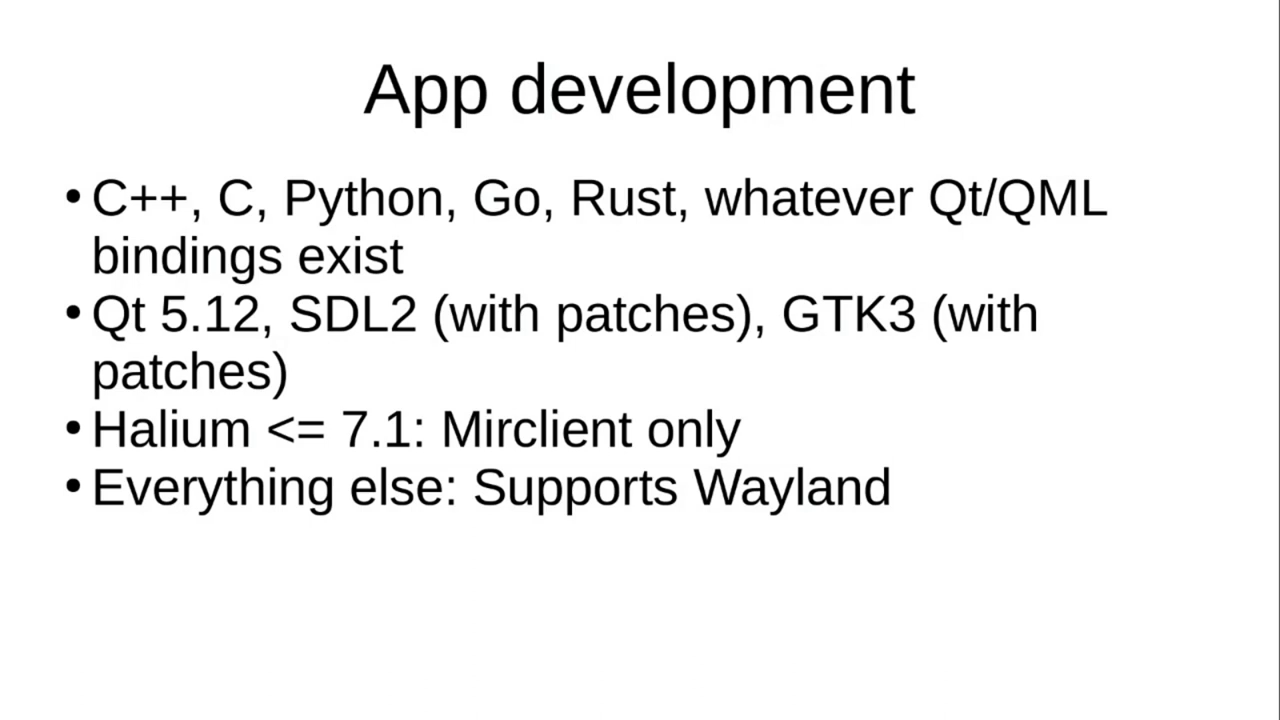 App development
• C++, C, Python, Go, Rust, whatever Qt/QML
bindings exist
• Qt 5.12, SDL2 (with patches), GTK3 (with
patches)
• Halium <= 7.1: Mirclient only
• Everything else: Supports Wayland